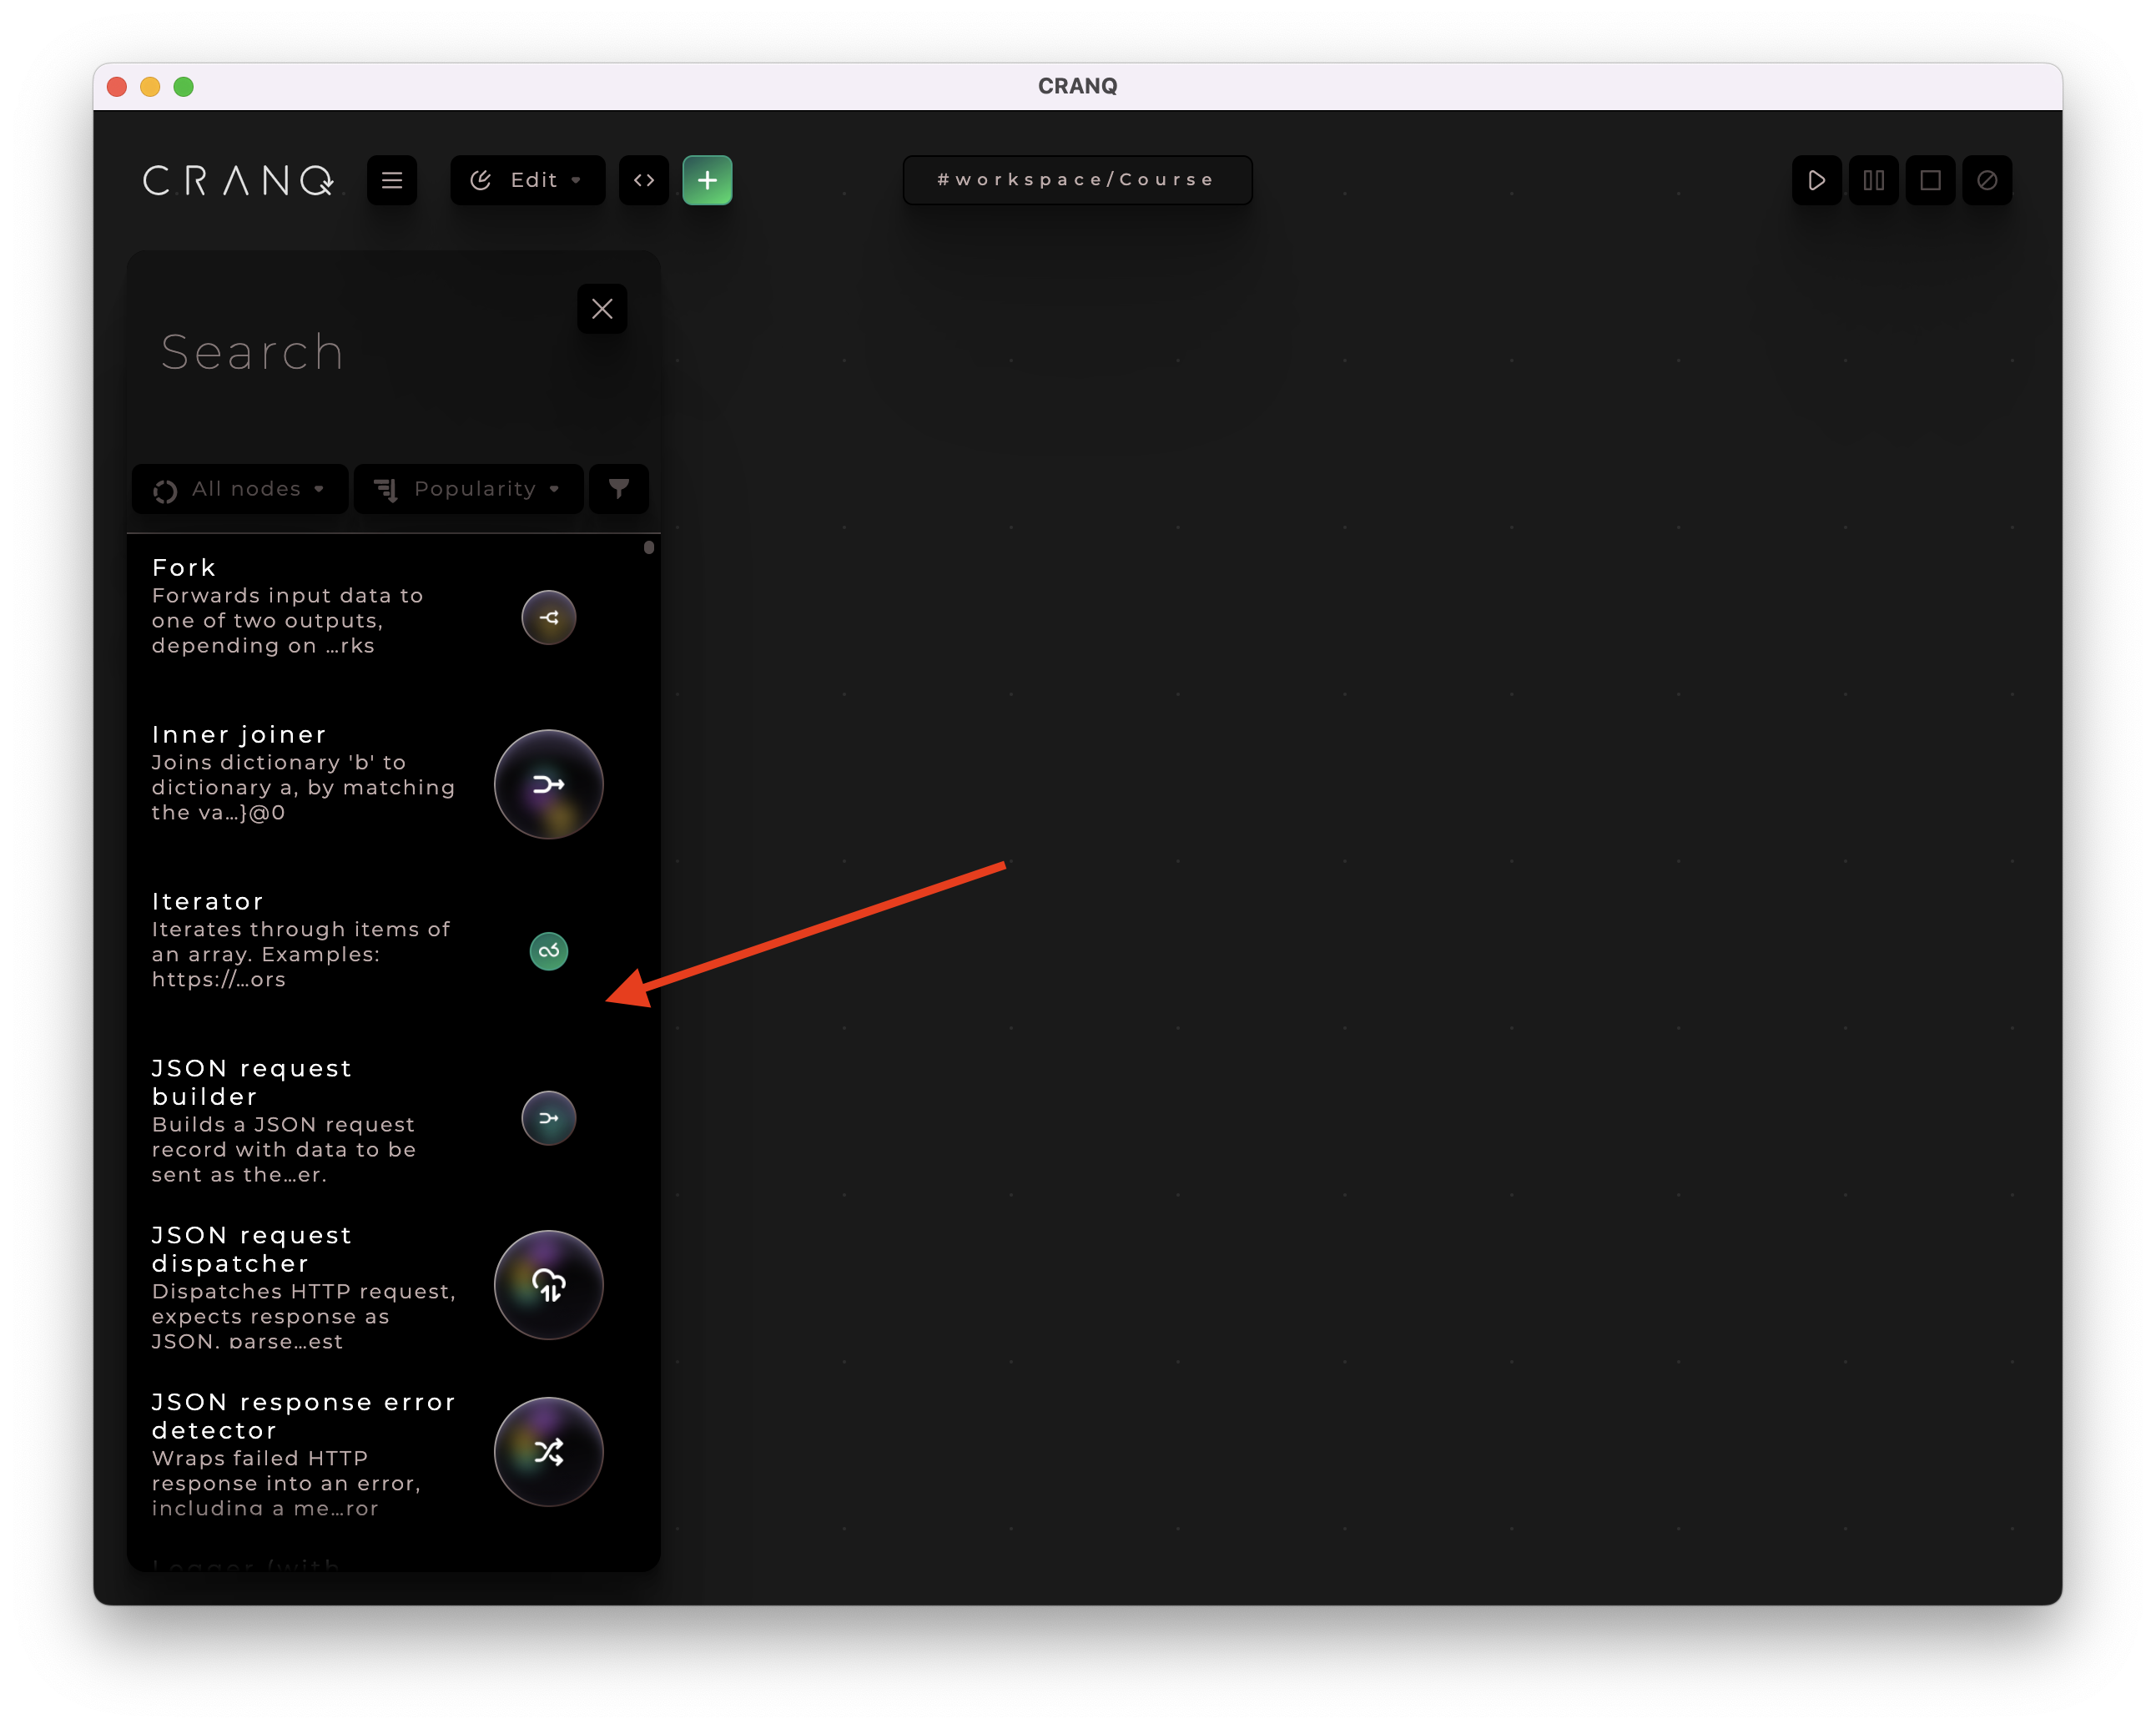 CRANQ
CRANQ
Edit
#workspace/Course
Search
All nodes
Popularity
Fork
Forwards input data to
one of two outputs,
depending on ...rks
Inner joiner
Joins dictionary 'b' to
dictionary a, by matching
the va...}@0
Iterator
Iterates through items of
an array. Examples:
https://...ors
JSON request
builder
Builds a JSON request
record with data to be
sent as the...er.
JSON request
dispatcher
Dispatches HTTP request,
expects response as
JSON, parse...est
JSON response error
detector
Wraps failed HTTP
response into an error,
including a me...ror
Logger (with